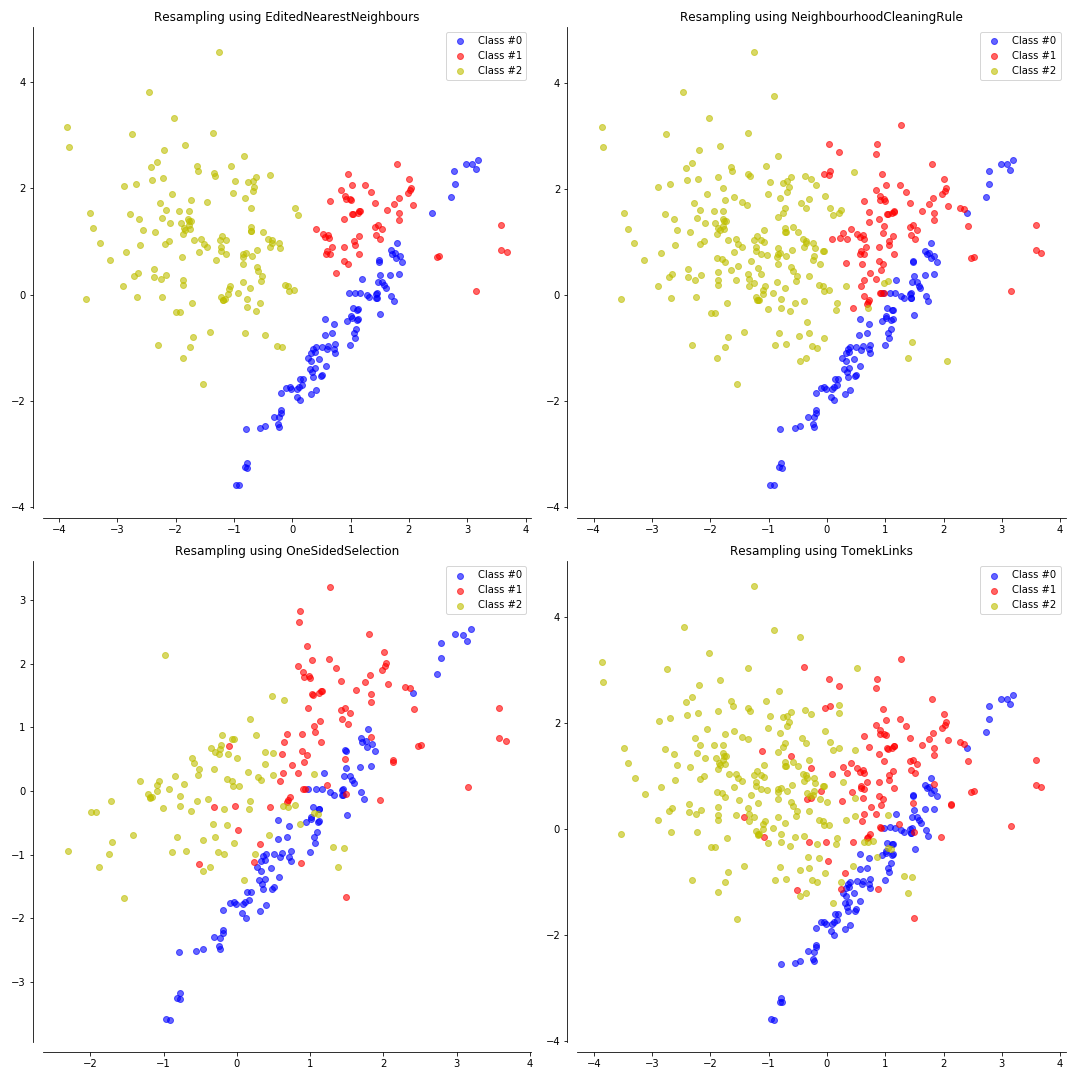 Resampling using EditedNearestNeighbours
Class #0
Class #1
Class #2
4
2
0
−2
−4
−4 −3 −2 −1 0 1 2 3 4
Resampling using NeighbourhoodCleaningRule
Class #0
Class #1
Class #2
4
2
0
−2
−4
−4 −3 −2 −1 0 1 2 3 4
Resampling using OneSidedSelection
Class #0
Class #1
Class #2
3
2
1
0
−1
−2
−3
−2 −1 0 1 2 3 4
Resampling using TomekLinks
Class #0
Class #1
Class #2
4
2
0
−2
−4
−4 −3 −2 −1 0 1 2 3 4